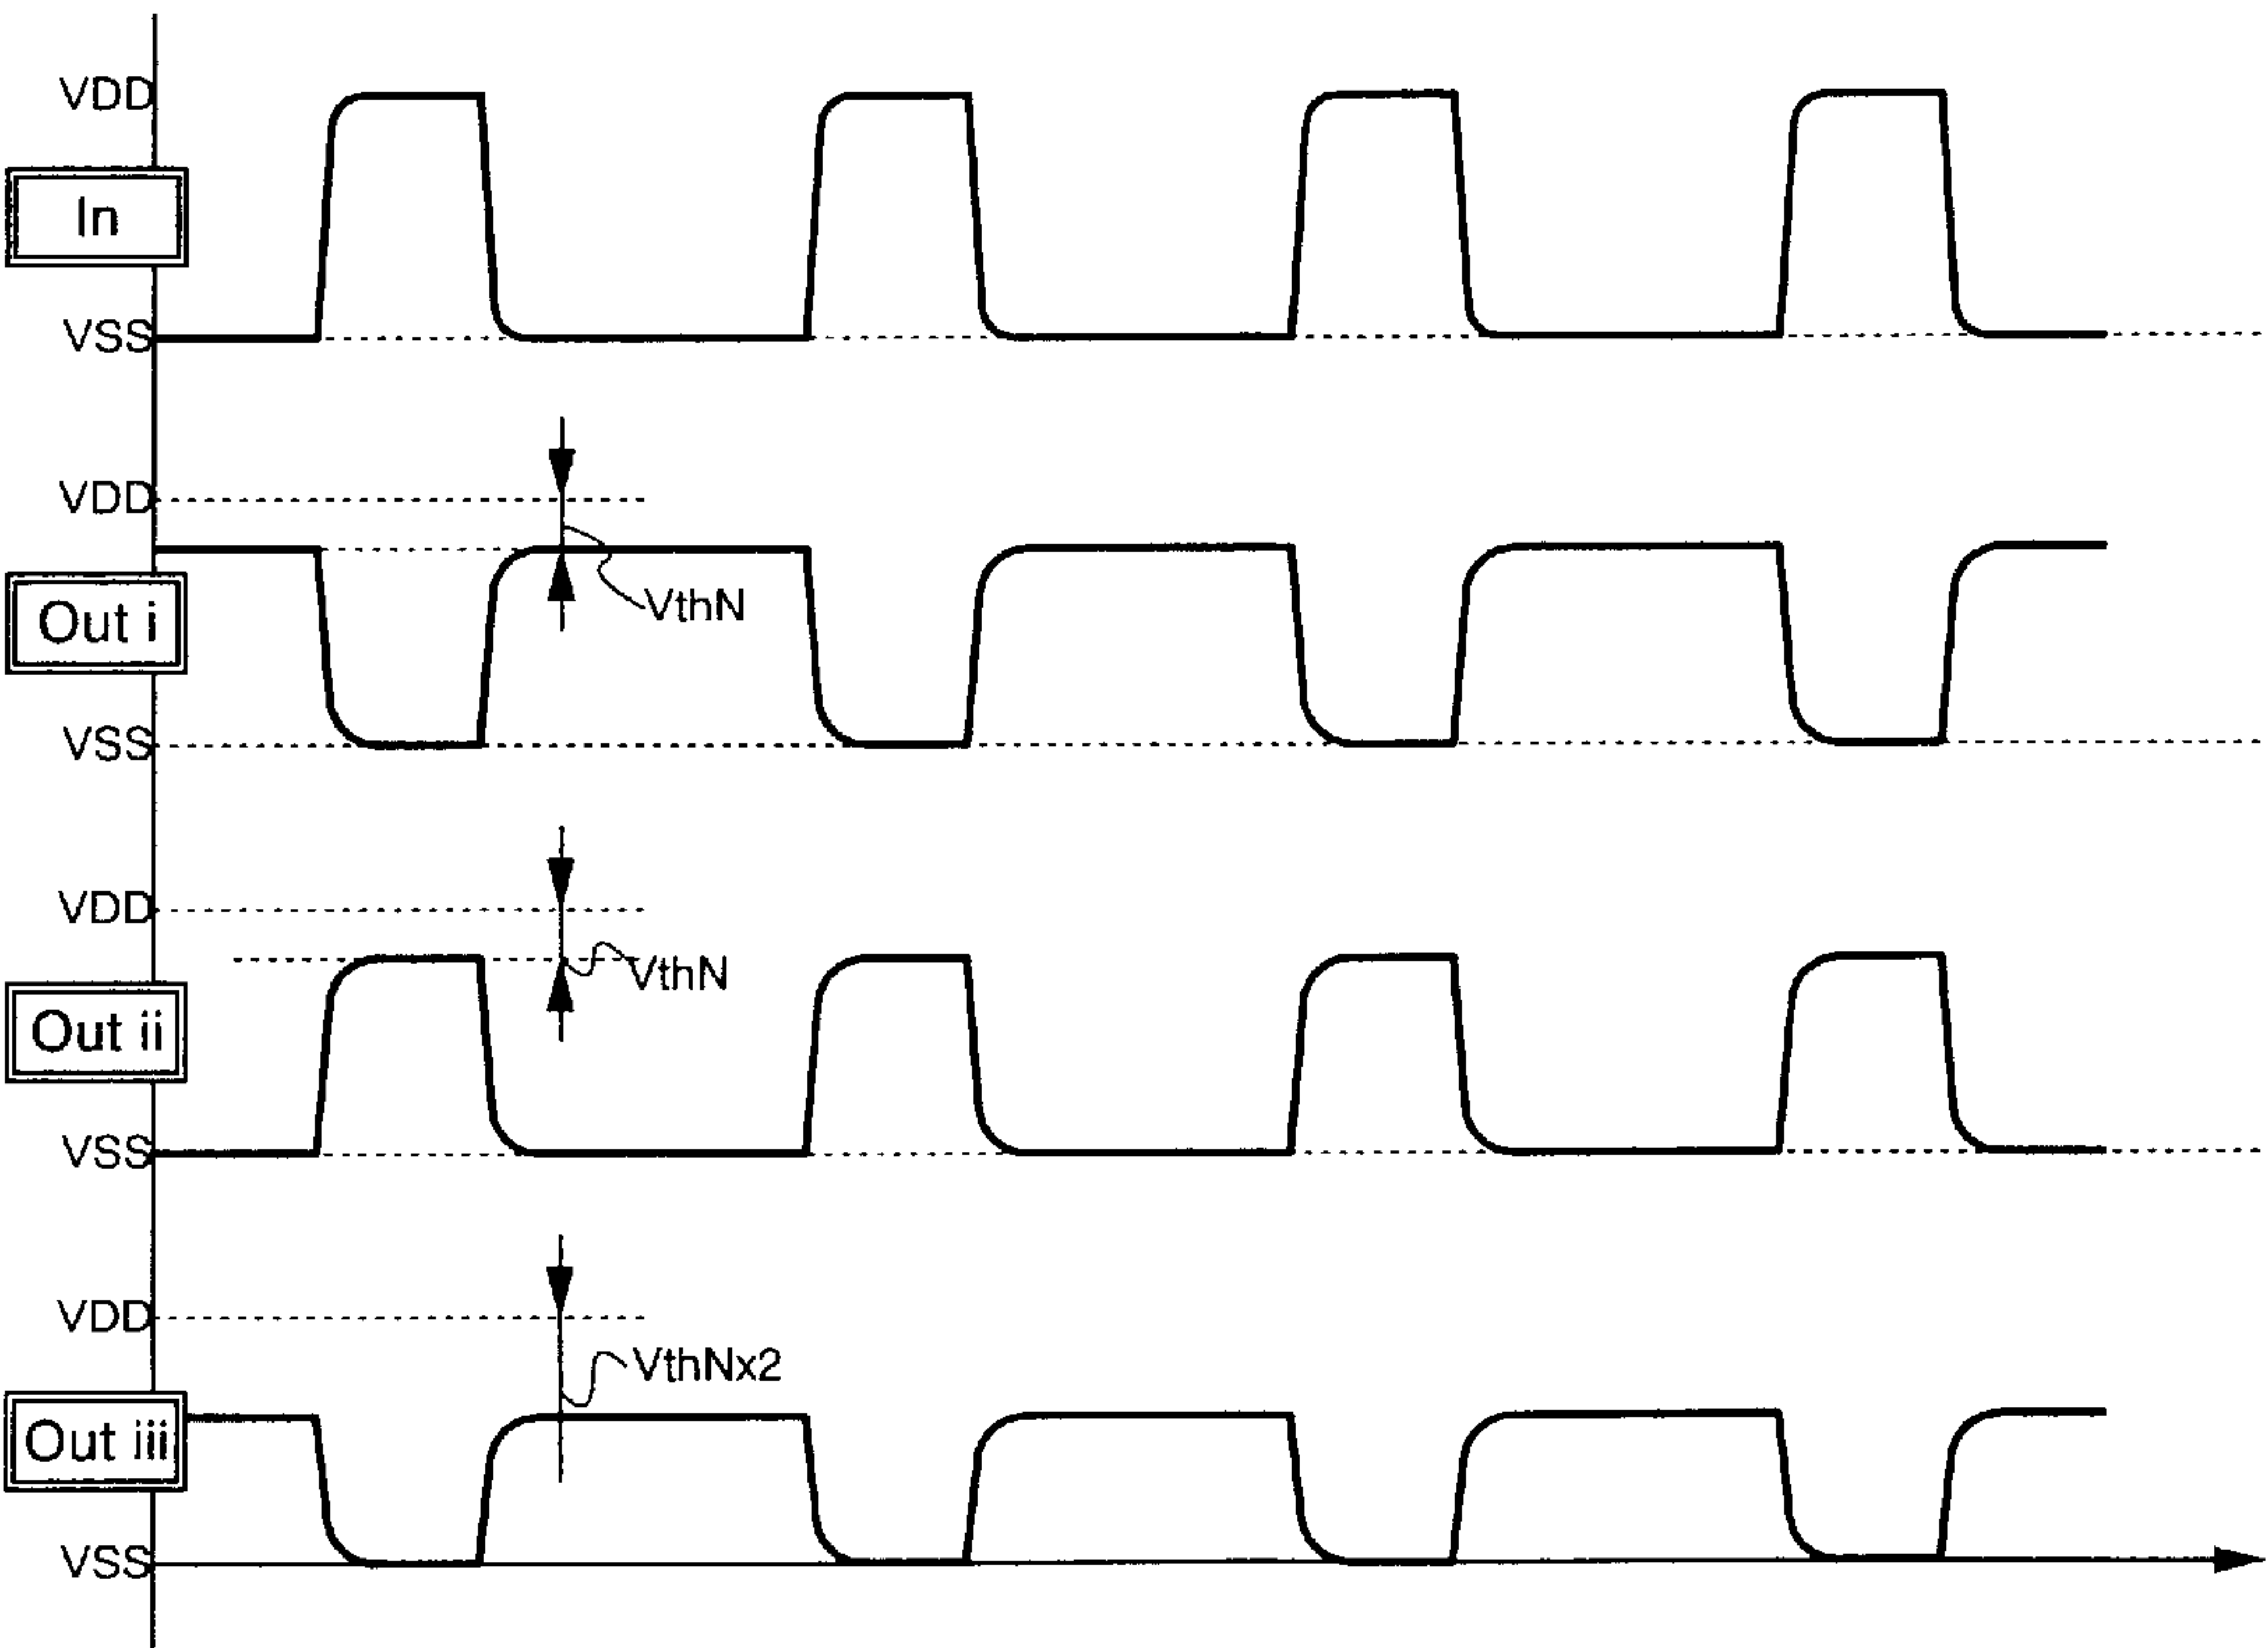 VDD
In
VSS
VDD
VthN
Out i
VSS
VDD
VthN
Out ii
VSS
VDD
VthNx2
Out iii
VSS